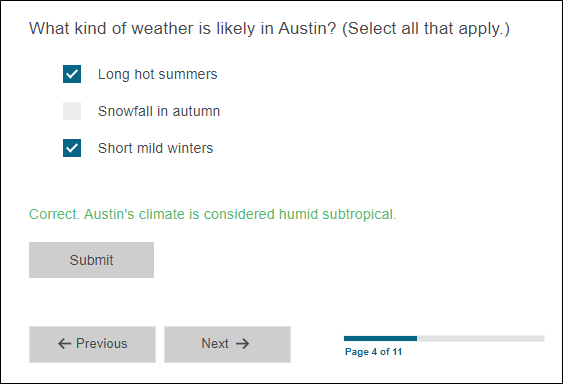 What kind of weather is likely in Austin? (Select all that apply.)
Long hot summers
Snowfall in autumn
Short mild winters
Correct. Austin's climate is considered humid subtropical.
Submit
← Previous
Next →
Page 4 of 11